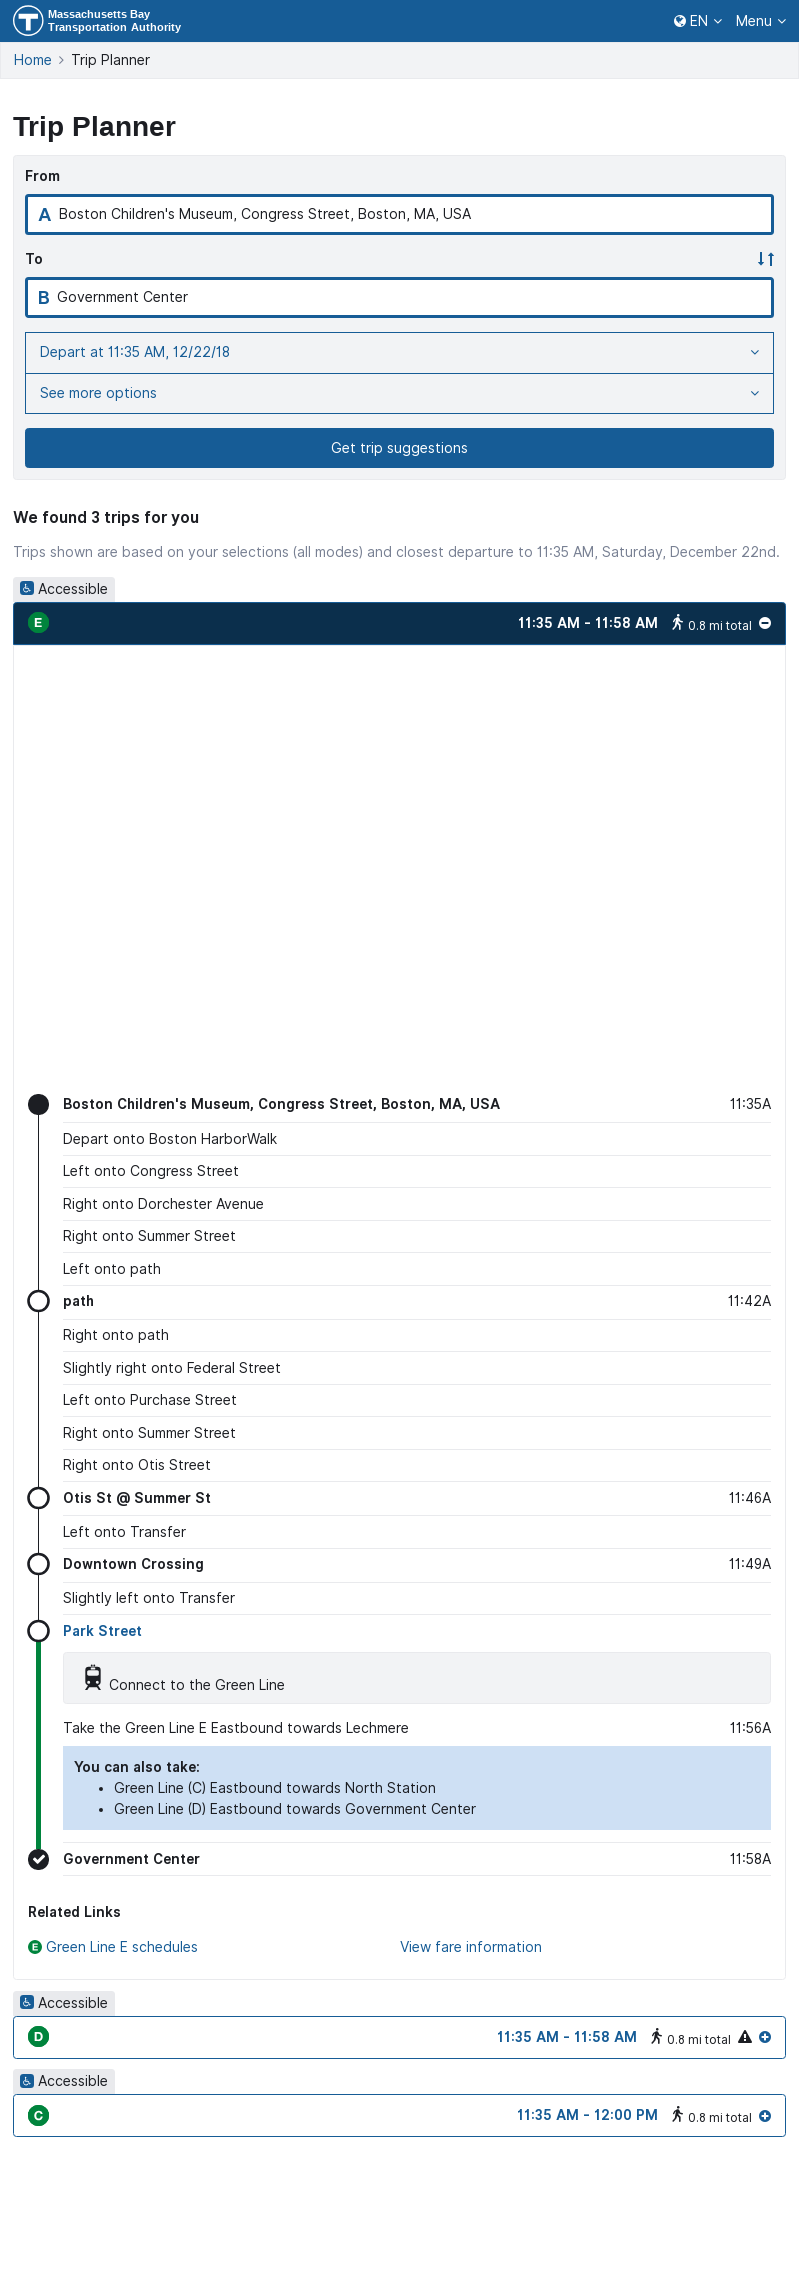 Massachusetts Bay
Transportation Authority
EN Menu
Home Trip Planner
Trip Planner
From
A Boston Children's Museum, Congress Street, Boston, MA, USA
To
B Government Center
Depart at 11:35 AM, 12/22/18
See more options
Get trip suggestions
We found 3 trips for you
Trips shown are based on your selections (all modes) and closest departure to 11:35 AM, Saturday, December 22nd.
Accessible
E 11:35 AM - 11:58 AM 0.8 mi total
Boston Children's Museum, Congress Street, Boston, MA, USA 11:35A
Depart onto Boston HarborWalk
Left onto Congress Street
Right onto Dorchester Avenue
Right onto Summer Street
Left onto path
path 11:42A
Right onto path
Slightly right onto Federal Street
Left onto Purchase Street
Right onto Summer Street
Right onto Otis Street
Otis St @ Summer St 11:46A
Left onto Transfer
Downtown Crossing 11:49A
Slightly left onto Transfer
Park Street
Connect to the Green Line
Take the Green Line E Eastbound towards Lechmere 11:56A
You can also take:
• Green Line (C) Eastbound towards North Station
• Green Line (D) Eastbound towards Government Center
Government Center 11:58A
Related Links
E Green Line E schedules View fare information
Accessible
D 11:35 AM - 11:58 AM 0.8 mi total
Accessible
C 11:35 AM - 12:00 PM 0.8 mi total